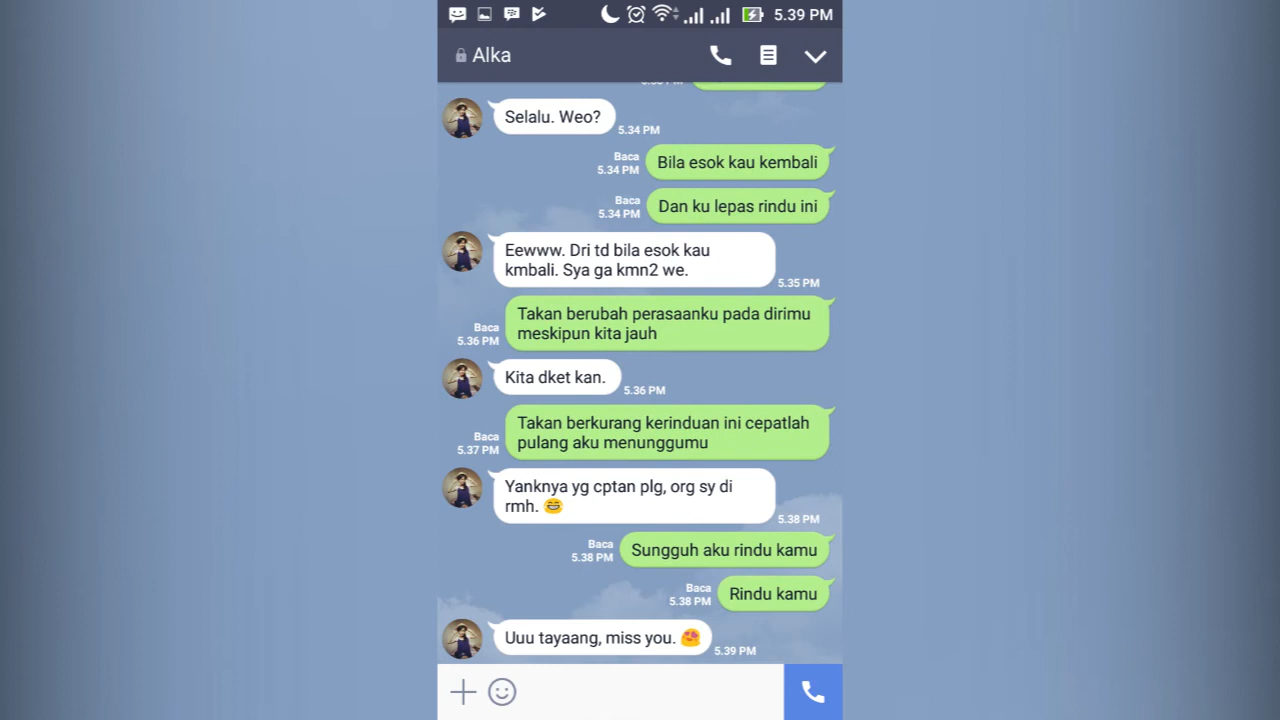 5.39 PM
Alka
Selalu. Weo?
5.34 PM
Baca
5.34 PM
Bila esok kau kembali
Baca
5.34 PM
Dan ku lepas rindu ini
Eewww. Dri td bila esok kau
kmbali. Sya ga kmn2 we.
5.35 PM
Takan berubah perasaanku pada dirimu
meskipun kita jauh
Baca
5.36 PM
Kita dket kan.
5.36 PM
Takan berkurang kerinduan ini cepatlah
pulang aku menunggumu
Baca
5.37 PM
Yanknya yg cptan plg, org sy di
rmh. 😁
5.38 PM
Baca
5.38 PM
Sungguh aku rindu kamu
Baca
5.38 PM
Rindu kamu
Uuu tayaang, miss you. 😍
5.39 PM